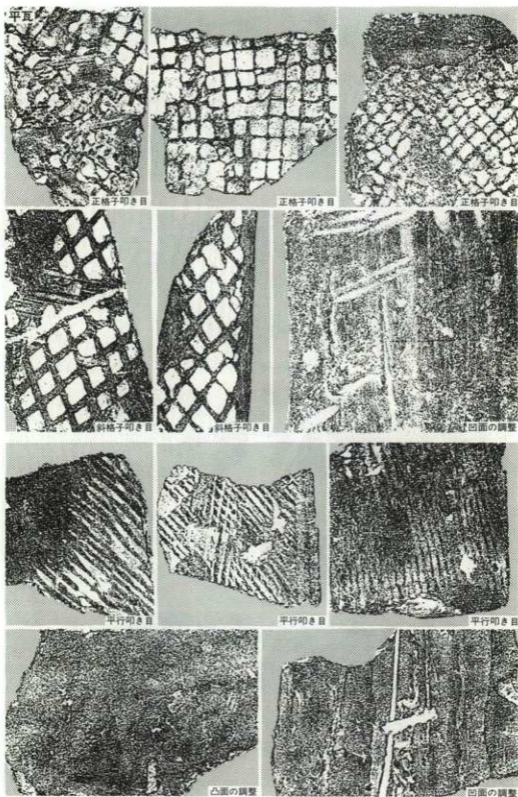 平瓦
正格子叩き目
正格子叩き目
正格子叩き目
斜格子叩き目
斜格子叩き目
凹面の調整
平行叩き目
平行叩き目
平行叩き目
凸面の調整
凹面の調整